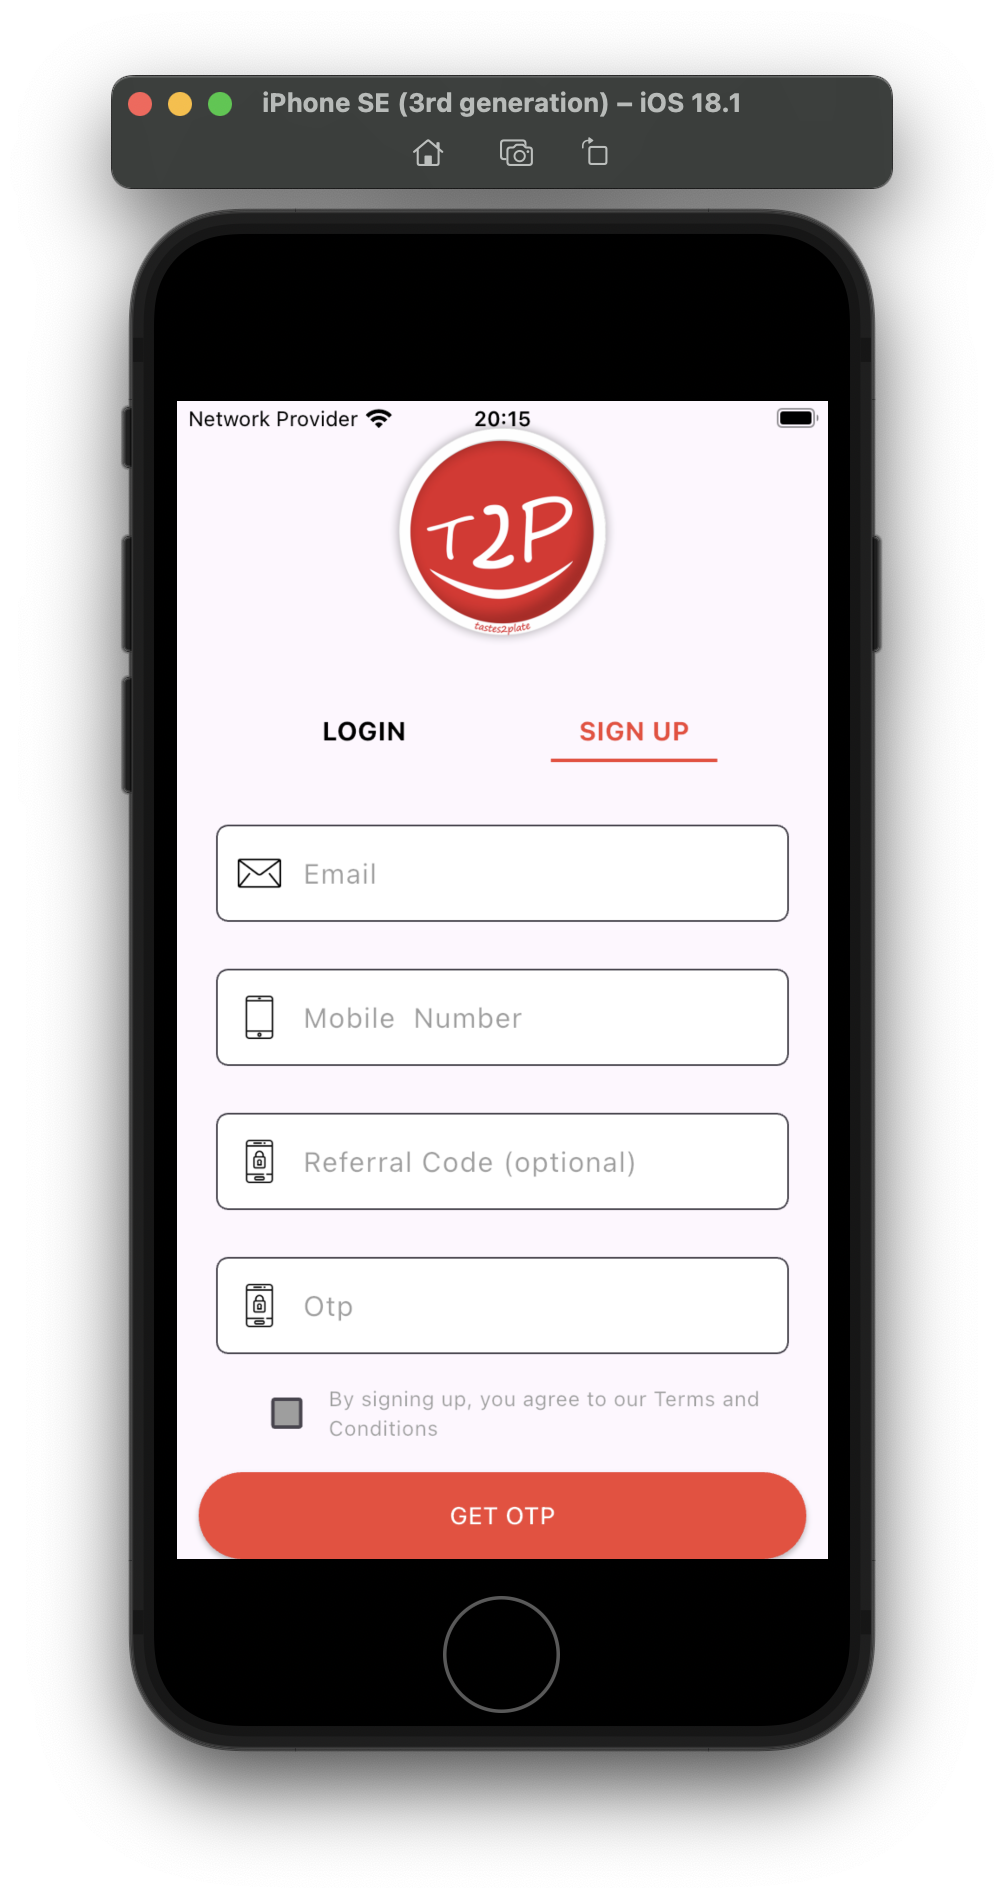 iPhone SE (3rd generation) – iOS 18.1
Network Provider 20:15
T2P
tastes2plate
LOGIN SIGN UP
Email
Mobile  Number
Referral Code (optional)
Otp
By signing up, you agree to our Terms and
Conditions
GET OTP